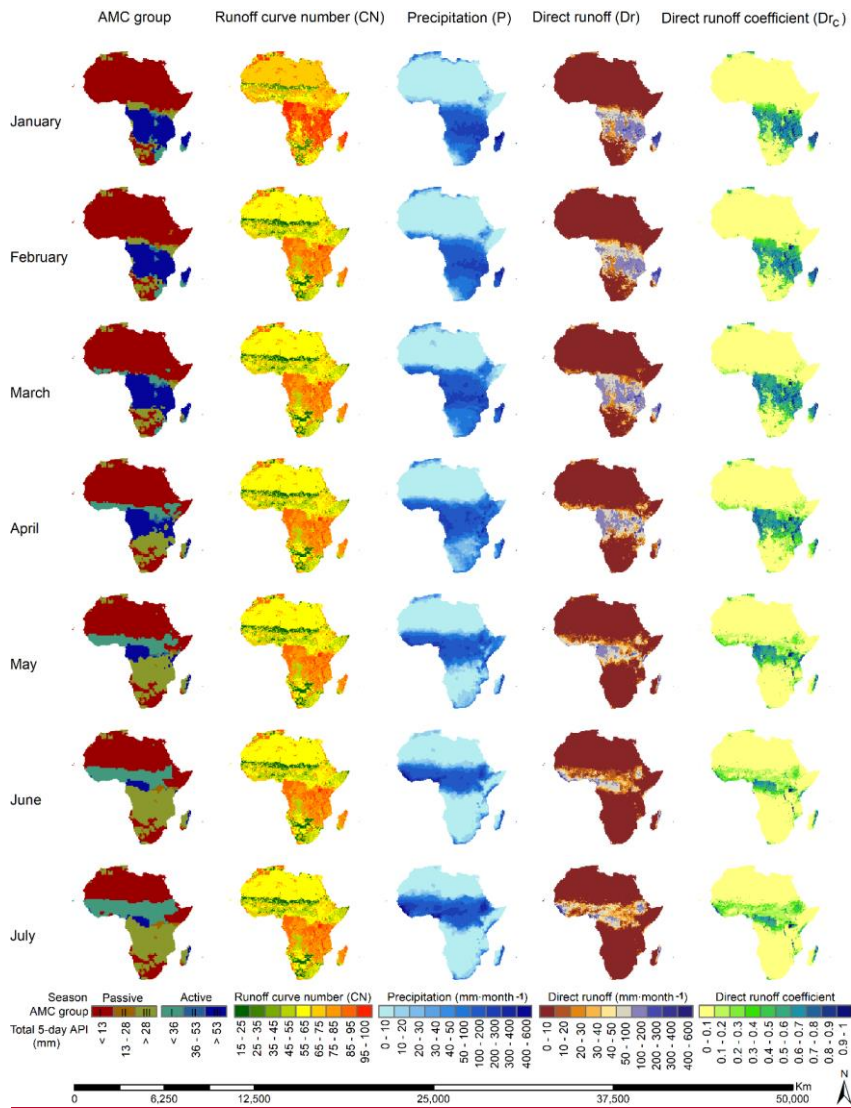 AMC group Runoff curve number (CN) Precipitation (P) Direct runoff (Dr) Direct runoff coefficient (Drc)
January
February
March
April
May
June
July
Season Passive Active Runoff curve number (CN) Precipitation (mm·month-1) Direct runoff (mm·month-1) Direct runoff coefficient
AMC group I II III I II III
Total 5-day API (mm)
< 13
13 - 28
> 28
< 36
36 - 53
> 53
15 - 25
25 - 35
35 - 45
45 - 55
55 - 65
65 - 75
75 - 85
85 - 95
95 - 100
0 - 10
10 - 20
20 - 30
30 - 40
40 - 50
50 - 100
100 - 200
200 - 300
300 - 400
400 - 600
0 - 10
10 - 20
20 - 30
30 - 40
40 - 50
50 - 100
100 - 200
200 - 300
300 - 400
400 - 600
0 - 0.1
0.1 - 0.2
0.2 - 0.3
0.3 - 0.4
0.4 - 0.5
0.5 - 0.6
0.6 - 0.7
0.7 - 0.8
0.8 - 0.9
0.9 - 1
Km
N
0 6,250 12,500 25,000 37,500 50,000